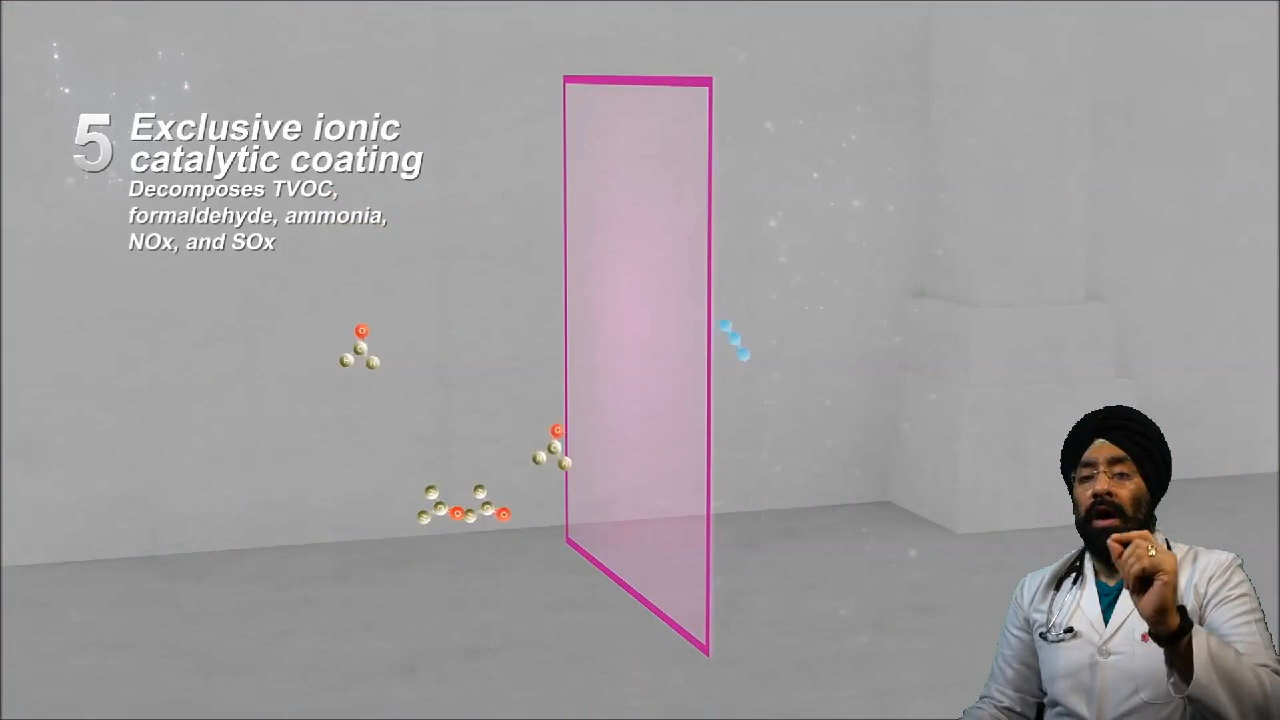 5
Exclusive ionic
catalytic coating
Decomposes TVOC,
formaldehyde, ammonia,
NOx, and SOx